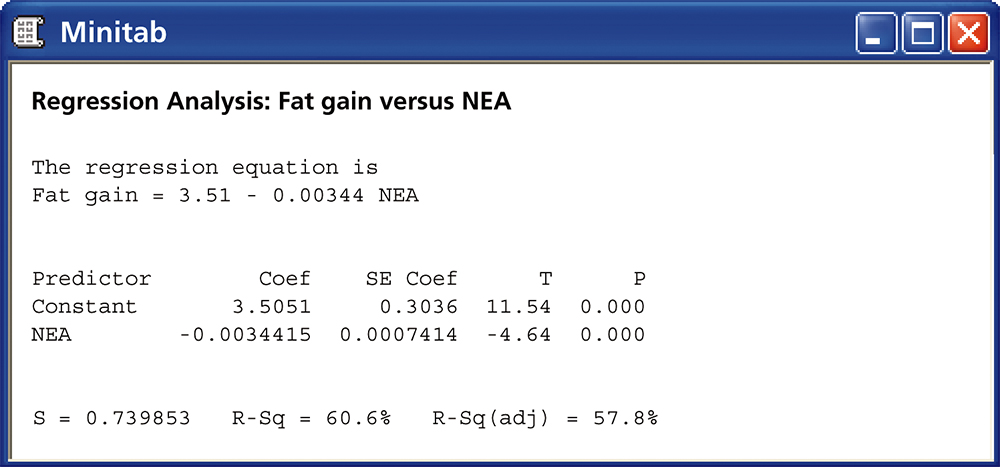 Minitab
Regression Analysis: Fat gain versus NEA
The regression equation is
Fat gain = 3.51 - 0.00344 NEA
Predictor Coef SE Coef T P
Constant 3.5051 0.3036 11.54 0.000
NEA -0.0034415 0.0007414 -4.64 0.000
S = 0.739853 R-Sq = 60.6% R-Sq(adj) = 57.8%